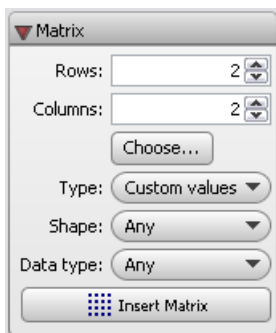 Matrix
Rows: 2
Columns: 2
Choose...
Type: Custom values
Shape: Any
Data type: Any
Insert Matrix